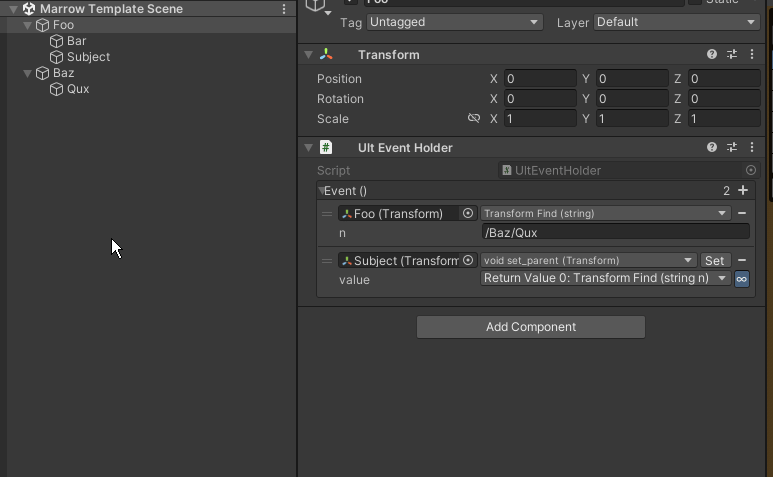 Marrow Template Scene
Foo
Bar
Subject
Baz
Qux
Tag Untagged Layer Default
Transform
Position X 0 Y 0 Z 0
Rotation X 0 Y 0 Z 0
Scale X 1 Y 1 Z 1
Ult Event Holder
Script UltEventHolder
Event () 2
Foo (Transform) Transform Find (string)
n /Baz/Qux
Subject (Transform void set_parent (Transform) Set
value Return Value 0: Transform Find (string n) ∞
Add Component